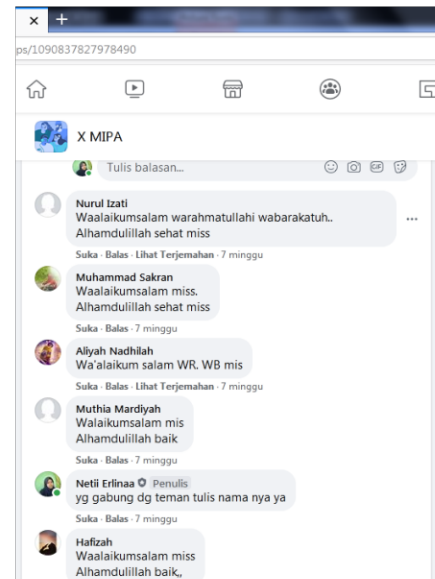 ps/1090837827978490
X MIPA
Tulis balasan...
GIF
Nurul Izati
Waalaikumsalam warahmatullahi wabarakatuh..
Alhamdulillah sehat miss
Suka · Balas · Lihat Terjemahan · 7 minggu
Muhammad Sakran
Waalaikumsalam miss.
Alhamdulillah sehat miss
Suka · Balas · 7 minggu
Aliyah Nadhilah
Wa'alaikum salam WR. WB mis
Suka · Balas · Lihat Terjemahan · 7 minggu
Muthia Mardiyah
Walaikumsalam mis
Alhamdulillah baik
Suka · Balas · 7 minggu
Netii Erlinaa Penulis
yg gabung dg teman tulis nama nya ya
Suka · Balas · 7 minggu
Hafizah
Waalaikumsalam miss
Alhamdulillah baik,,